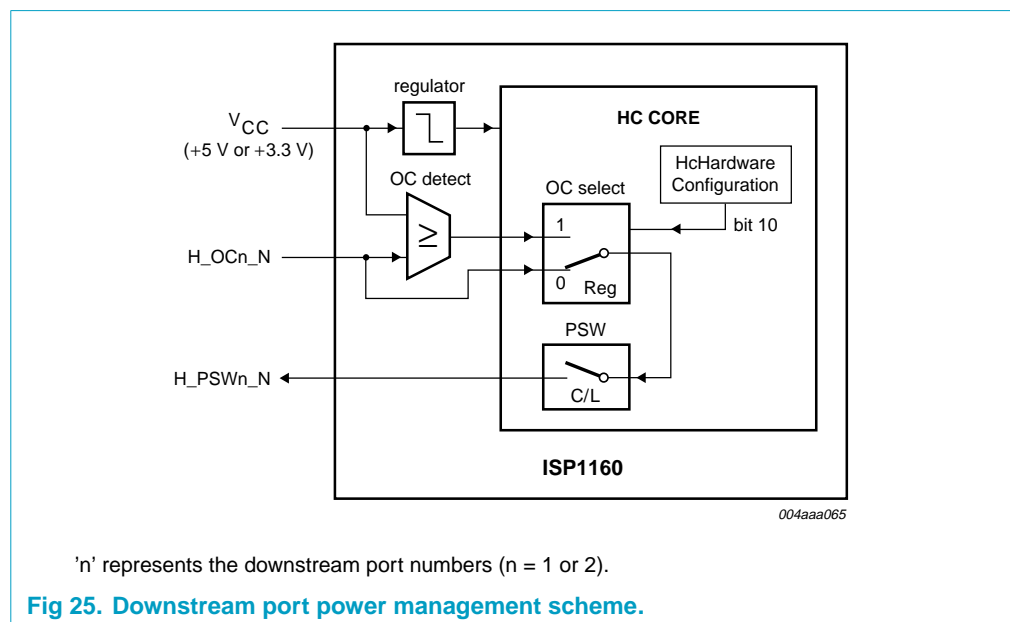 regulator
VCC
(+5 V or +3.3 V)
HC CORE
HcHardware
Configuration
OC detect
OC select
≥
1
bit 10
H_OCn_N
0
Reg
PSW
H_PSWn_N
C/L
ISP1160
004aaa065
'n' represents the downstream port numbers (n = 1 or 2).
Fig 25. Downstream port power management scheme.